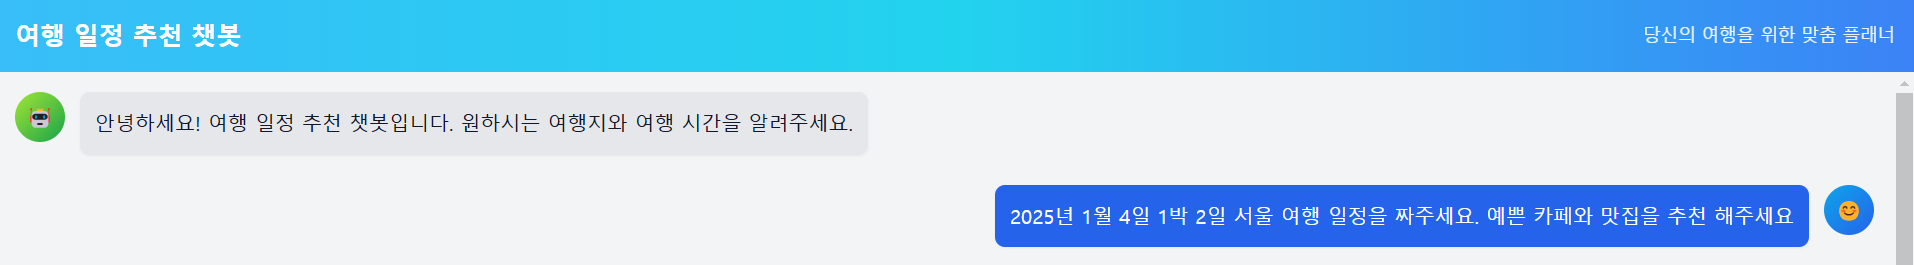 여행 일정 추천 챗봇
당신의 여행을 위한 맞춤 플래너
안녕하세요! 여행 일정 추천 챗봇입니다. 원하시는 여행지와 여행 시간을 알려주세요.
2025년 1월 4일 1박 2일 서울 여행 일정을 짜주세요. 예쁜 카페와 맛집을 추천 해주세요